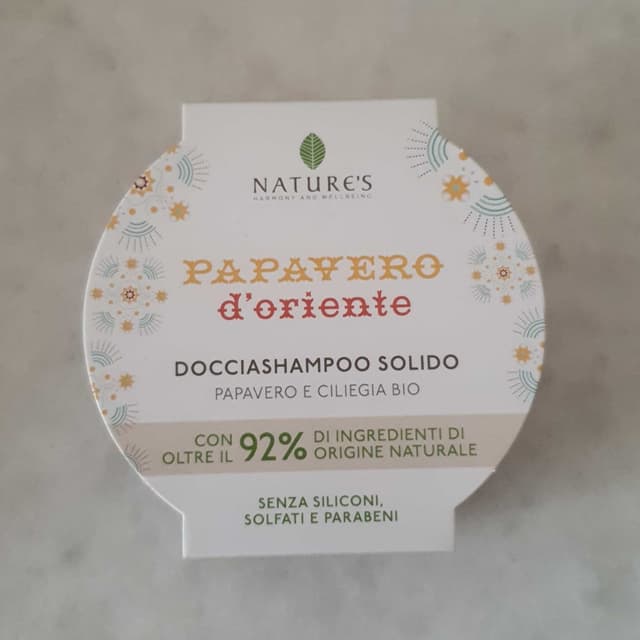 NATURE'S
HARMONY AND WELLBEING
PAPAVERO
d'oriente
DOCCIASHAMPOO SOLIDO
PAPAVERO E CILIEGIA BIO
CON 92% DI INGREDIENTI DI
OLTRE IL ORIGINE NATURALE
SENZA SILICONI,
SOLFATI E PARABENI